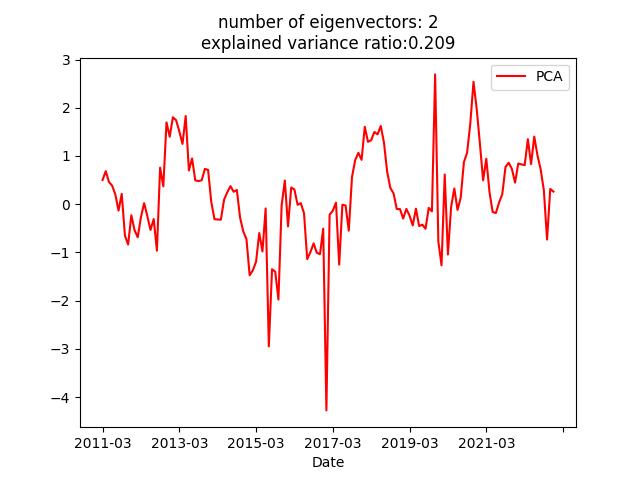 number of eigenvectors: 2
explained variance ratio:0.209
PCA
3
2
1
0
−1
−2
−3
−4
2011-03 2013-03 2015-03 2017-03 2019-03 2021-03
Date